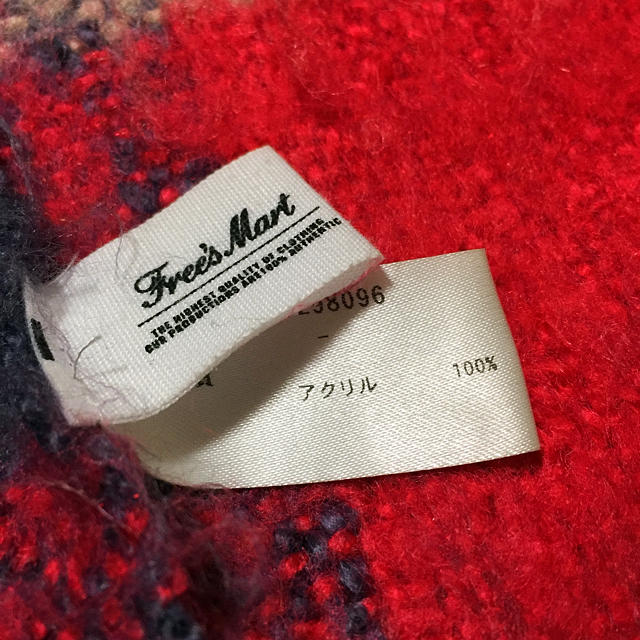 Free's Mart
THE HIGHEST QUALITY OF CLOTHING
OUR PRODUCTIONS ARE 100% AUTHENTIC
298096
-
アクリル 100%